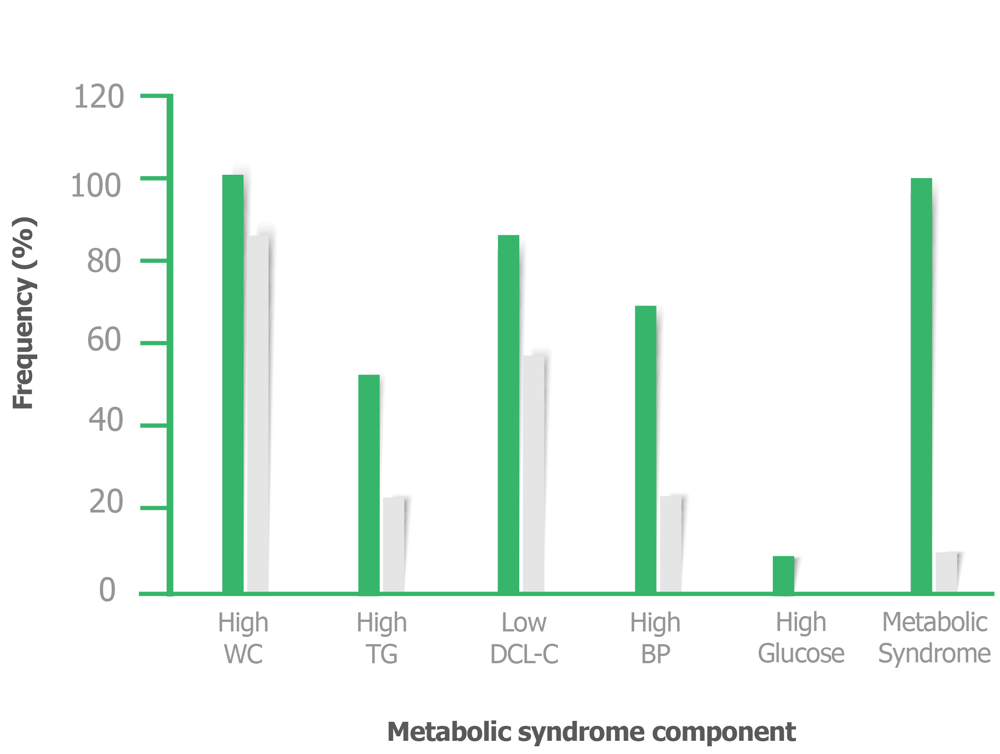 120
100
80
60
40
20
0
Frequency (%)
High
WC
High
TG
Low
DCL-C
High
BP
High
Glucose
Metabolic
Syndrome
Metabolic syndrome component